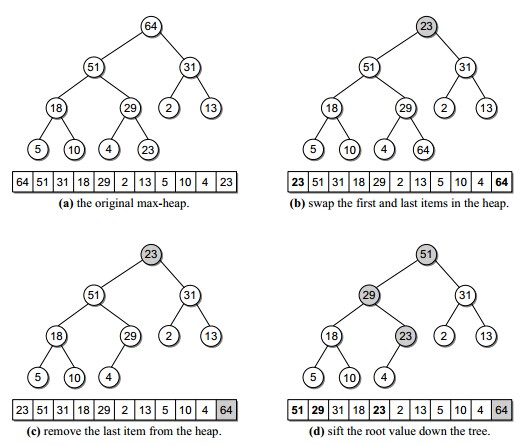 64
51 31
18 29 2 13
5 10 4 23
64 51 31 18 29 2 13 5 10 4 23
(a) the original max-heap.
23
51 31
18 29 2 13
5 10 4 64
23 51 31 18 29 2 13 5 10 4 64
(b) swap the first and last items in the heap.
23
51 31
18 29 2 13
5 10 4
23 51 31 18 29 2 13 5 10 4 64
(c) remove the last item from the heap.
51
29 31
18 23 2 13
5 10 4
51 29 31 18 23 2 13 5 10 4 64
(d) sift the root value down the tree.